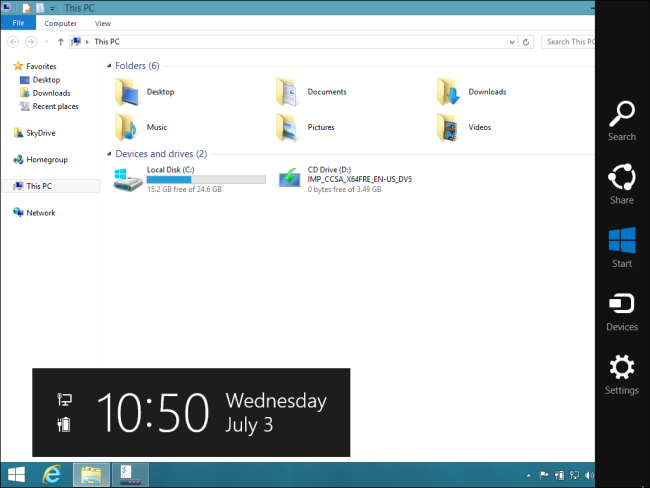 This PC
File
Computer
View
This PC
Search This PC
Favorites
Desktop
Downloads
Recent places
SkyDrive
Homegroup
This PC
Network
Folders (6)
Desktop
Documents
Downloads
Music
Pictures
Videos
Devices and drives (2)
Local Disk (C:)
15.2 GB free of 24.6 GB
CD Drive (D:)
IMP_CCSA_X64FRE_EN-US_DV5
0 bytes free of 3.49 GB
Search
Share
Start
Devices
Settings
10:50
Wednesday
July 3